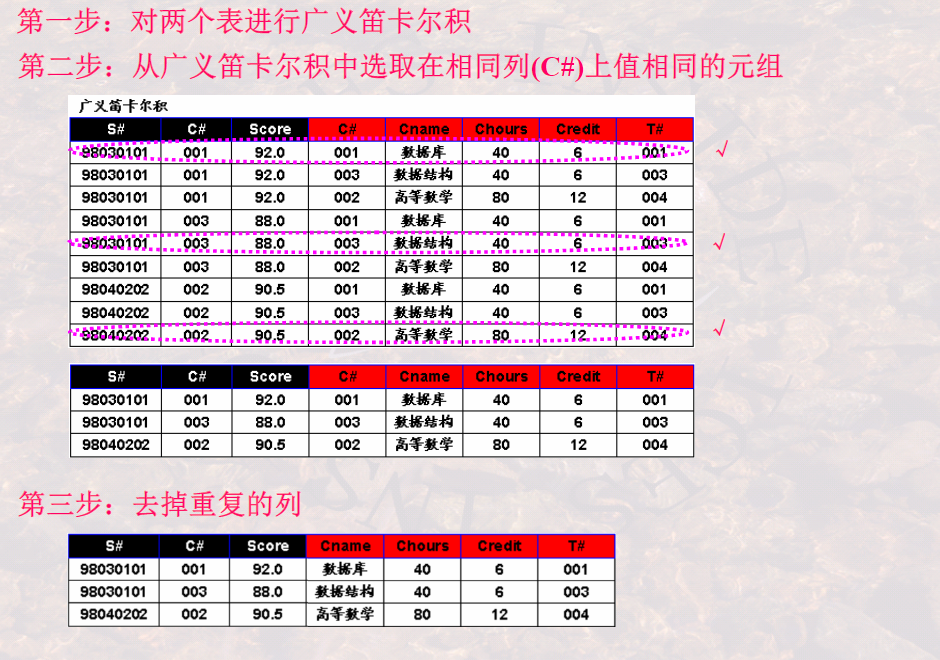 第一步：对两个表进行广义笛卡尔积
第二步：从广义笛卡尔积中选取在相同列(C#)上值相同的元组
广义笛卡尔积
S# C# Score C# Cname Chours Credit T#
98030101 001 92.0 001 数据库 40 6 001 √
98030101 001 92.0 003 数据结构 40 6 003
98030101 001 92.0 002 高等数学 80 12 004
98030101 003 88.0 001 数据库 40 6 001
98030101 003 88.0 003 数据结构 40 6 003 √
98030101 003 88.0 002 高等数学 80 12 004
98040202 002 90.5 001 数据库 40 6 001
98040202 002 90.5 003 数据结构 40 6 003
98040202 002 90.5 002 高等数学 80 12 004 √
S# C# Score C# Cname Chours Credit T#
98030101 001 92.0 001 数据库 40 6 001
98030101 003 88.0 003 数据结构 40 6 003
98040202 002 90.5 002 高等数学 80 12 004
第三步：去掉重复的列
S# C# Score Cname Chours Credit T#
98030101 001 92.0 数据库 40 6 001
98030101 003 88.0 数据结构 40 6 003
98040202 002 90.5 高等数学 80 12 004